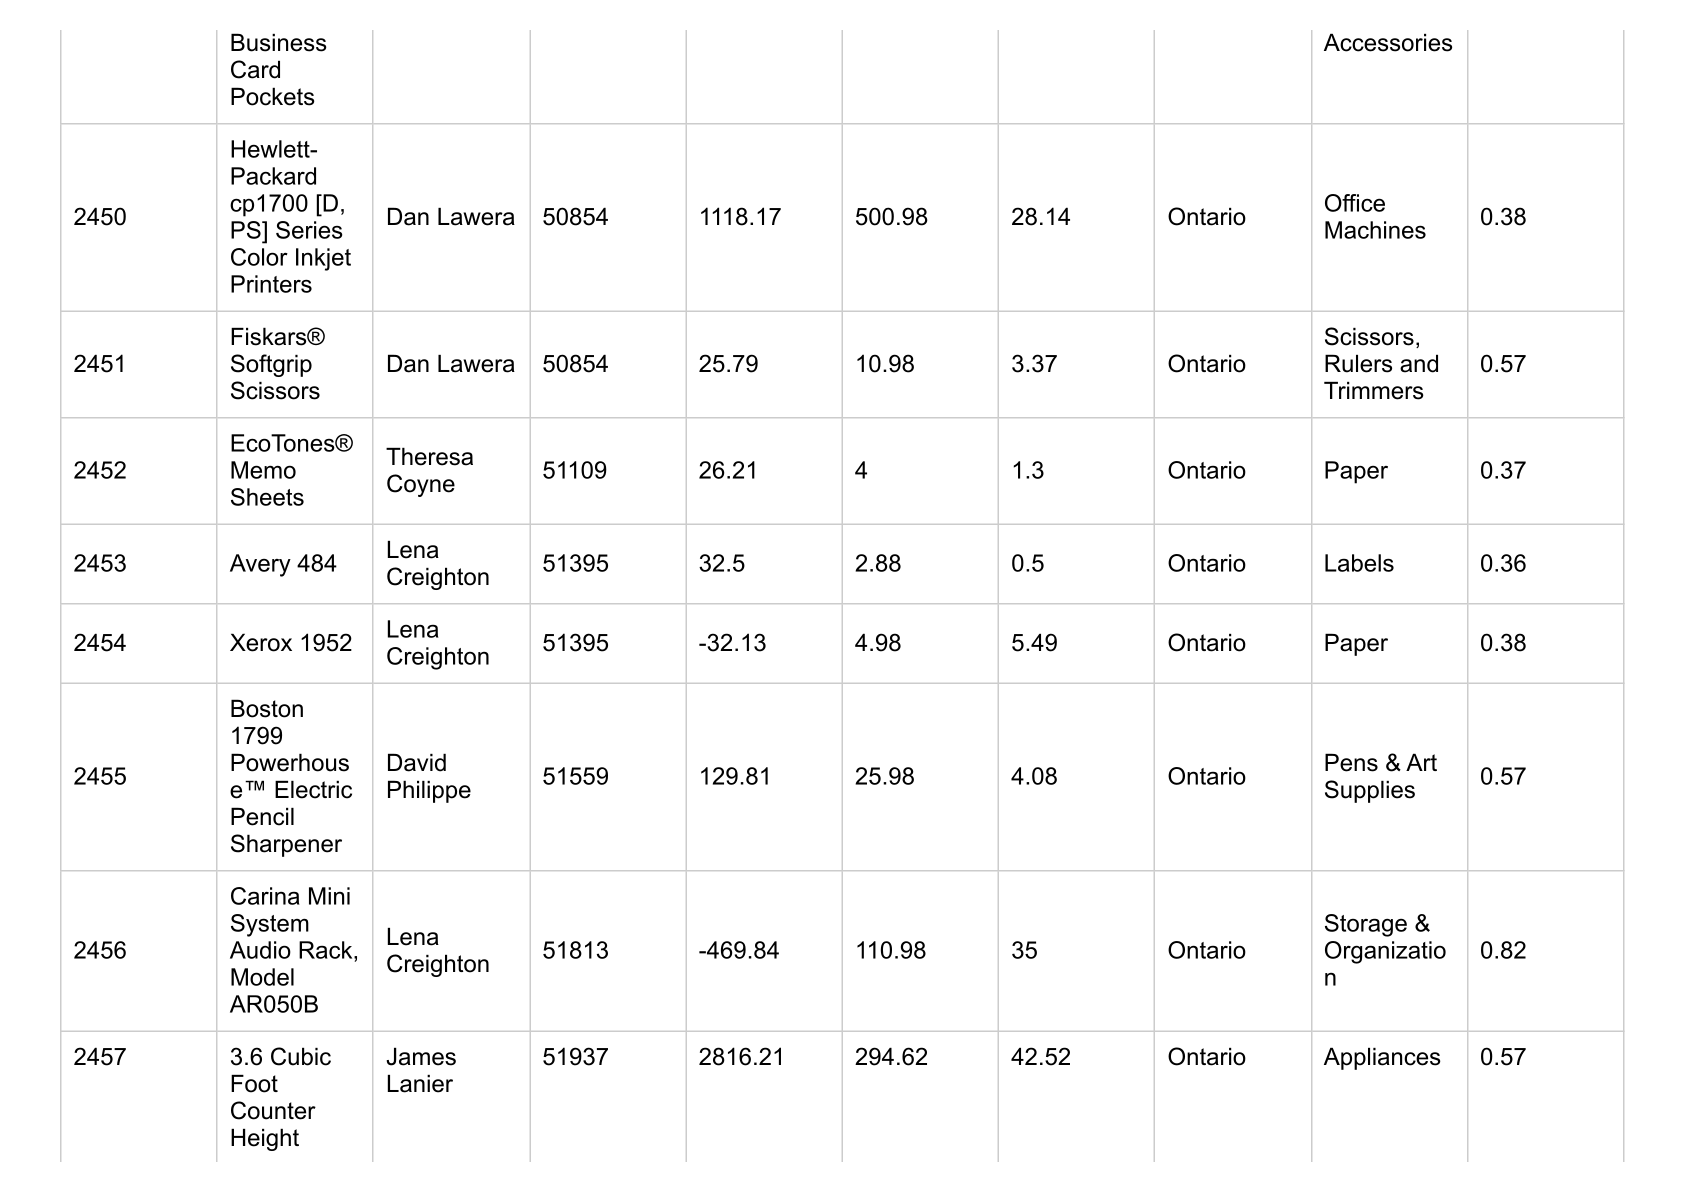 Business
Card
Pockets
Accessories
2450
Hewlett-
Packard
cp1700 [D,
PS] Series
Color Inkjet
Printers
Dan Lawera
50854
1118.17
500.98
28.14
Ontario
Office
Machines
0.38
2451
Fiskars®
Softgrip
Scissors
Dan Lawera
50854
25.79
10.98
3.37
Ontario
Scissors,
Rulers and
Trimmers
0.57
2452
EcoTones®
Memo
Sheets
Theresa
Coyne
51109
26.21
4
1.3
Ontario
Paper
0.37
2453
Avery 484
Lena
Creighton
51395
32.5
2.88
0.5
Ontario
Labels
0.36
2454
Xerox 1952
Lena
Creighton
51395
-32.13
4.98
5.49
Ontario
Paper
0.38
2455
Boston
1799
Powerhous
e™ Electric
Pencil
Sharpener
David
Philippe
51559
129.81
25.98
4.08
Ontario
Pens & Art
Supplies
0.57
2456
Carina Mini
System
Audio Rack,
Model
AR050B
Lena
Creighton
51813
-469.84
110.98
35
Ontario
Storage &
Organizatio
n
0.82
2457
3.6 Cubic
Foot
Counter
Height
James
Lanier
51937
2816.21
294.62
42.52
Ontario
Appliances
0.57